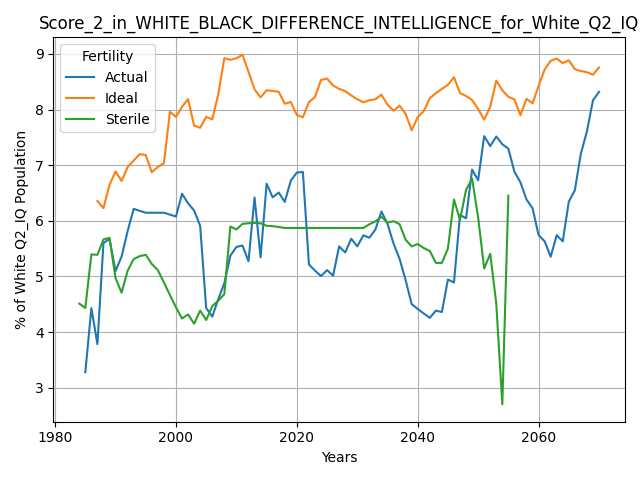 Score_2_in_WHITE_BLACK_DIFFERENCE_INTELLIGENCE_for_White_Q2_IQ
Fertility
Actual
Ideal
Sterile
% of White Q2_IQ Population
9
8
7
6
5
4
3
1980
2000
2020
2040
2060
Years